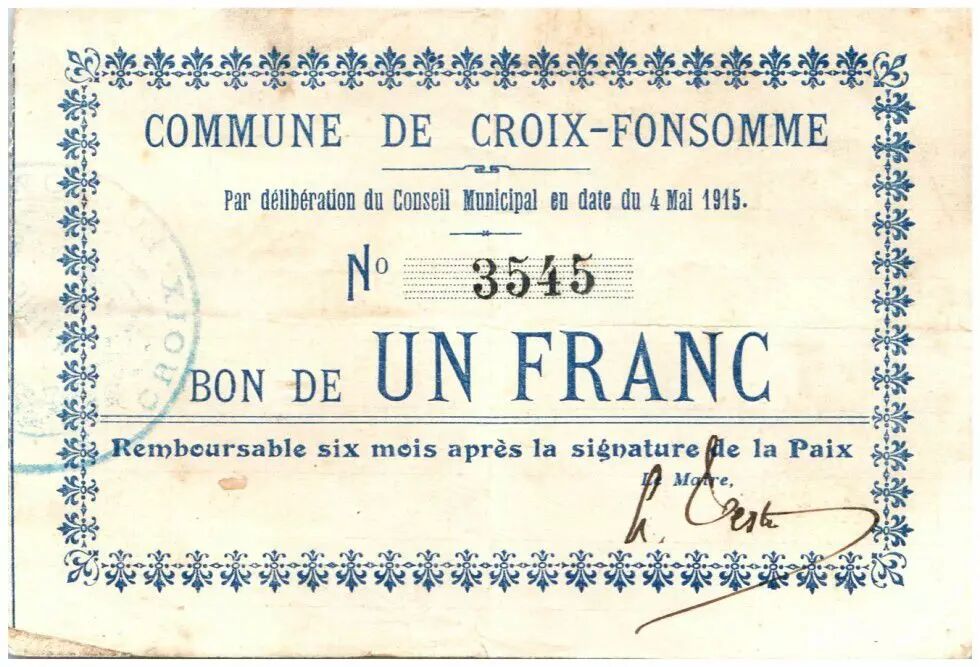 COMMUNE DE CROIX-FONSOMME
Par délibération du Conseil Municipal en date du 4 Mai 1915.
No 3545
BON DE UN FRANC
Remboursable six mois après la signature de la Paix
Le Maire,
CROIX